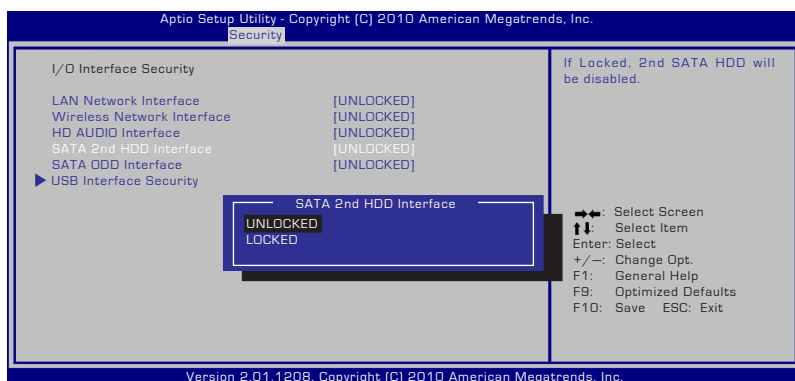 Aptio Setup Utility - Copyright (C) 2010 American Megatrends, Inc.
Security
I/O Interface Security
LAN Network Interface [UNLOCKED]
Wireless Network Interface [UNLOCKED]
HD AUDIO Interface [UNLOCKED]
SATA 2nd HDD Interface [UNLOCKED]
SATA ODD Interface [UNLOCKED]
USB Interface Security
SATA 2nd HDD Interface
UNLOCKED
LOCKED
If Locked, 2nd SATA HDD will
be disabled.
→←: Select Screen
↑↓: Select Item
Enter: Select
+/—: Change Opt.
F1: General Help
F9: Optimized Defaults
F10: Save ESC: Exit
Version 2.01.1208. Copyright (C) 2010 American Megatrends, Inc.